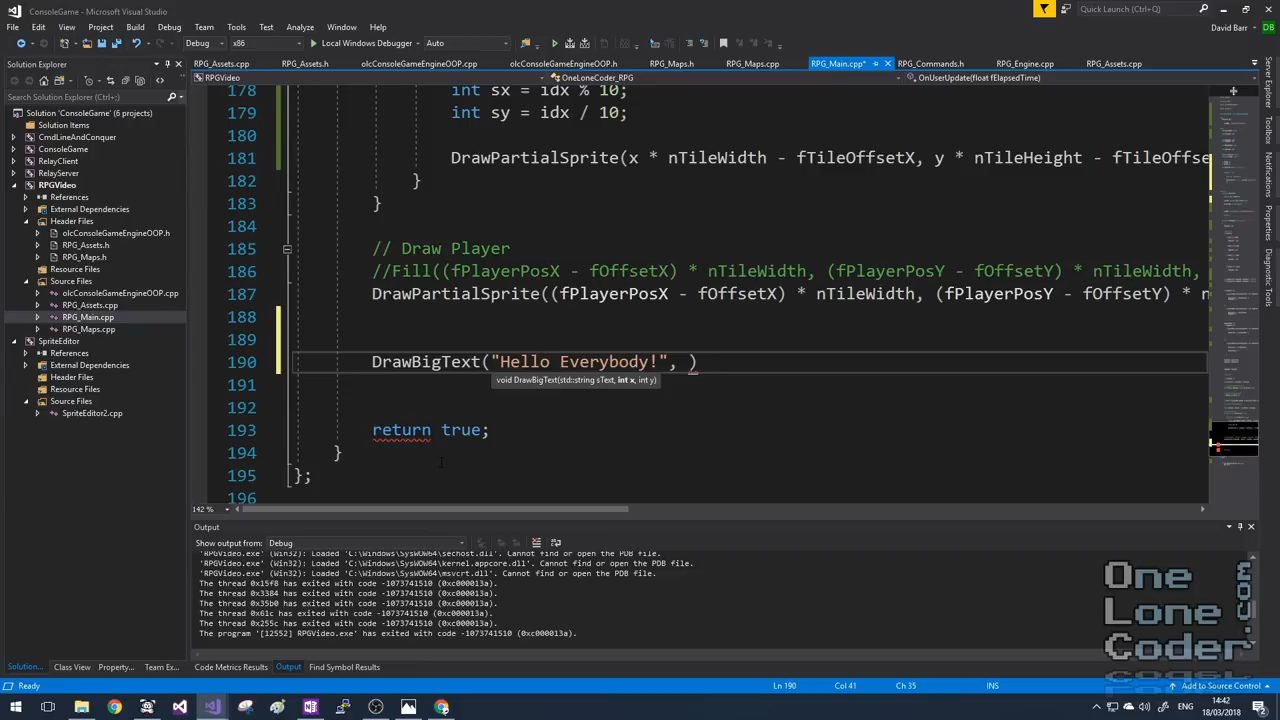 ConsoleGame - Microsoft Visual Studio
Quick Launch (Ctrl+Q)
File Edit View Project Build Debug Team Tools Test Analyze Window Help
David Barr DB
Debug x86 Local Windows Debugger Auto
Solution Explorer
RPG_Assets.cpp RPG_Assets.h olcConsoleGameEngineOOP.cpp olcConsoleGameEngineOOP.h RPG_Maps.h RPG_Maps.cpp RPG_Main.cpp* RPG_Commands.h RPG_Engine.cpp RPG_Assets.cpp
RPGVideo OneLoneCoder_RPG OnUserUpdate(float fElapsedTime)
Search Solution Explorer (Ctrl+;)
Solution 'ConsoleGame' (6 projects)
Solution Items
CmdLineAndConquer
ConsoleGame
RelayClient
RelayServer
RPGVideo
References
External Dependencies
Header Files
olcConsoleGameEngineOOP.h
RPG_Assets.h
RPG_Maps.h
Resource Files
Source Files
olcConsoleGameEngineOOP.cpp
RPG_Assets.cpp
RPG_Main.cpp
RPG_Maps.cpp
SpriteEditor
References
External Dependencies
Header Files
Resource Files
Source Files
SpriteEditor2.cpp
178 int sx = idx % 10;
179 int sy = idx / 10;
180
181 DrawPartialSprite(x * nTileWidth - fTileOffsetX, y * nTileHeight - fTileOffse
182 }
183 }
184
185 // Draw Player
186 //Fill((fPlayerPosX - fOffsetX) * nTileWidth, (fPlayerPosY - fOffsetY) * nTileWidth,
187 DrawPartialSprite((fPlayerPosX - fOffsetX) * nTileWidth, (fPlayerPosY - fOffsetY) * n
188
189
190 DrawBigText("Hello Everybody!", )
void DrawBigText(std::string sText, int x, int y)
191
192
193 return true;
194 }
195 };
196
142 %
Server Explorer
Notifications
Properties
Diagnostic Tools
Output
Show output from: Debug
'RPGVideo.exe' (Win32): Loaded 'C:\Windows\SysWOW64\sechost.dll'. Cannot find or open the PDB file.
'RPGVideo.exe' (Win32): Loaded 'C:\Windows\SysWOW64\kernel.appcore.dll'. Cannot find or open the PDB file.
'RPGVideo.exe' (Win32): Loaded 'C:\Windows\SysWOW64\msvcrt.dll'. Cannot find or open the PDB file.
The thread 0x15f8 has exited with code -1073741510 (0xc000013a).
The thread 0x3384 has exited with code -1073741510 (0xc000013a).
The thread 0x35b0 has exited with code -1073741510 (0xc000013a).
The thread 0x61c has exited with code -1073741510 (0xc000013a).
The thread 0x255c has exited with code -1073741510 (0xc000013a).
The program '[12552] RPGVideo.exe' has exited with code -1073741510 (0xc000013a).
One
Lone
Coder
.com
Solution... Class View Propert... Team Ex... Code Metrics Results Output Find Symbol Results
Ready Ln 190 Col 41 Ch 35 INS Add to Source Control
14:42
18/03/2018
2